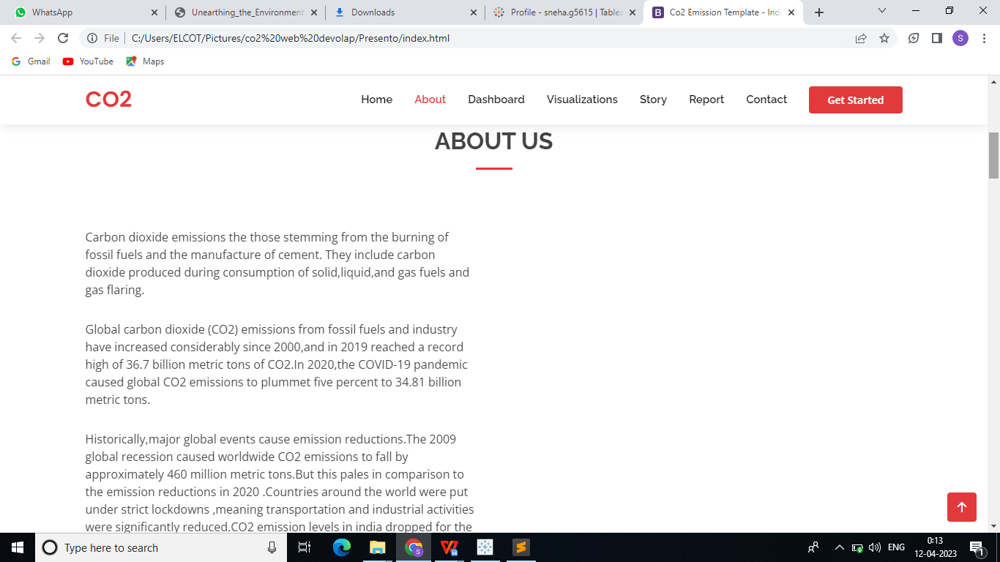 WhatsApp
Unearthing_the_Environment
Downloads
Profile - sneha.g5615 | Tablea
Co2 Emission Template - Ind
File C:/Users/ELCOT/Pictures/co2%20web%20devolap/Presento/index.html
S
Gmail YouTube Maps
CO2
Home About Dashboard Visualizations Story Report Contact Get Started
ABOUT US
Carbon dioxide emissions the those stemming from the burning of
fossil fuels and the manufacture of cement. They include carbon
dioxide produced during consumption of solid,liquid,and gas fuels and
gas flaring.
Global carbon dioxide (CO2) emissions from fossil fuels and industry
have increased considerably since 2000,and in 2019 reached a record
high of 36.7 billion metric tons of CO2.In 2020,the COVID-19 pandemic
caused global CO2 emissions to plummet five percent to 34.81 billion
metric tons.
Historically,major global events cause emission reductions.The 2009
global recession caused worldwide CO2 emissions to fall by
approximately 460 million metric tons.But this pales in comparison to
the emission reductions in 2020 .Countries around the world were put
under strict lockdowns ,meaning transportation and industrial activities
were significantly reduced.CO2 emission levels in india dropped for the
Type here to search
ENG
0:13
12-04-2023
1